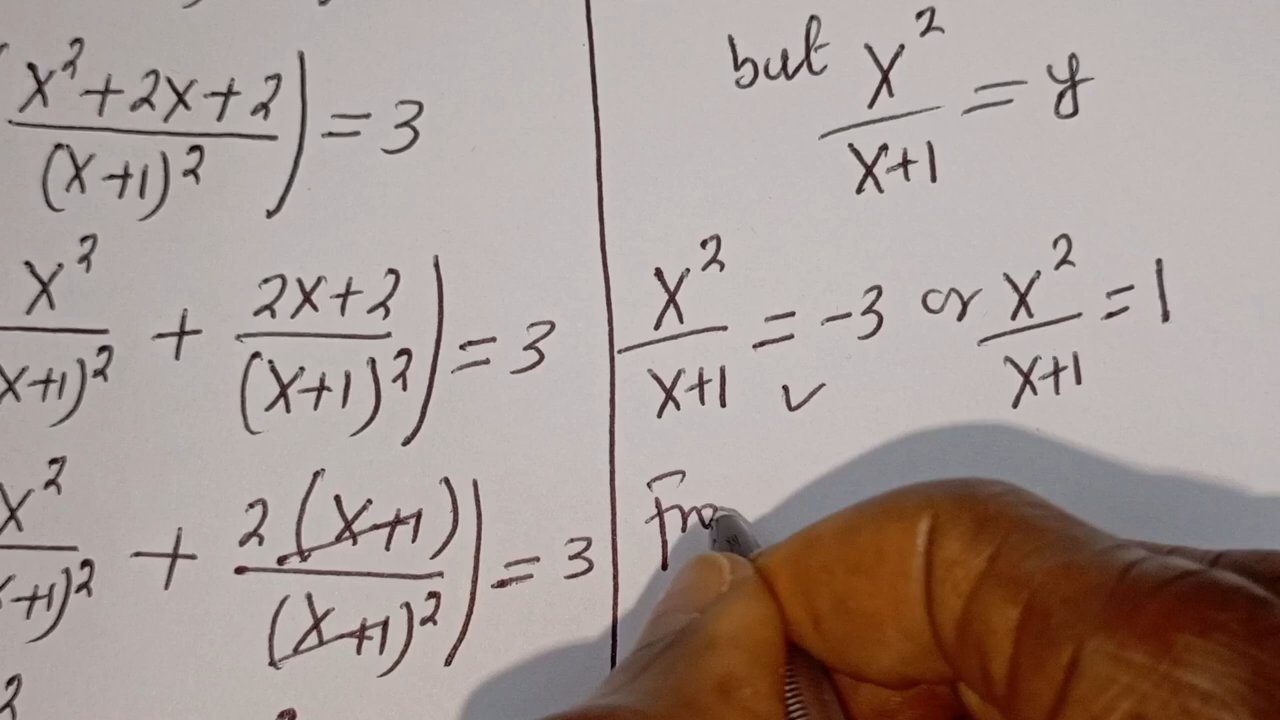 (x²+2x+2)/(x+1)²) = 3
x²/(x+1)² + (2x+2)/(x+1)²) = 3
x²/(x+1)² + 2(x+1)/(x+1)²) = 3
but x²/(x+1) = y
x²/(x+1) = -3 or x²/(x+1) = 1
✓
Fro